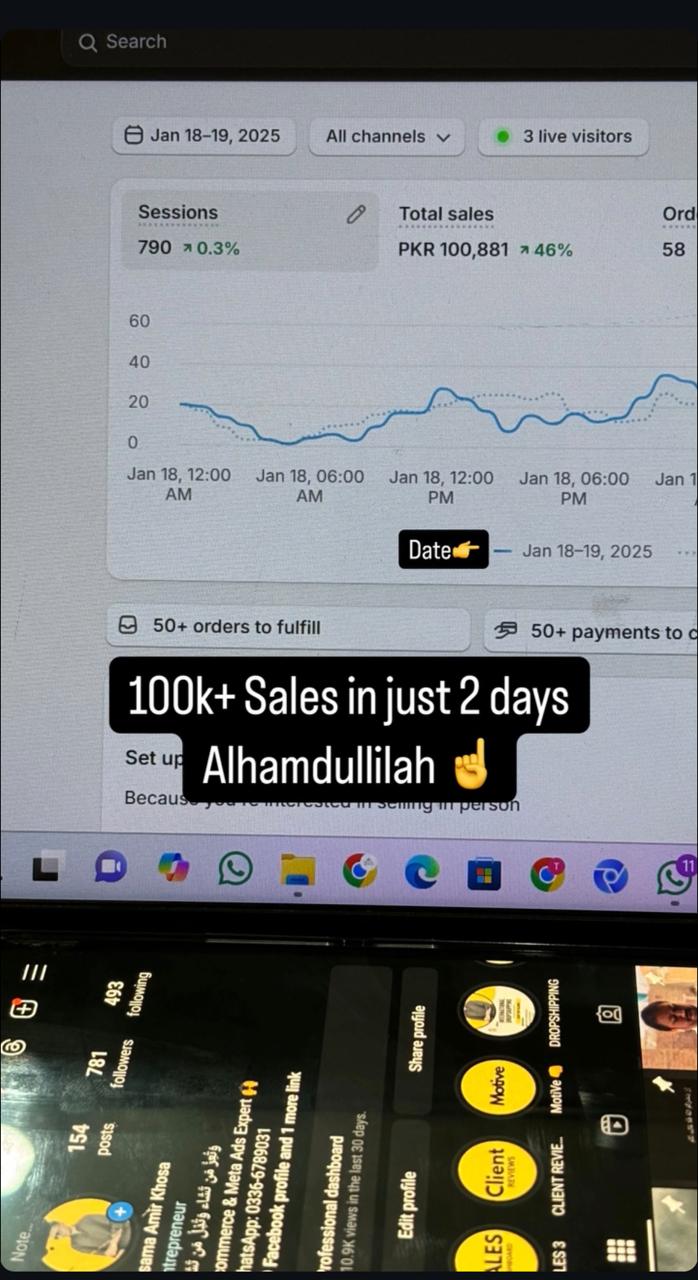 Search
Jan 18–19, 2025
All channels
3 live visitors
Sessions
790 ↗ 0.3%
Total sales
PKR 100,881 ↗ 46%
Ord
58
60
40
20
0
Jan 18, 12:00 AM
Jan 18, 06:00 AM
Jan 18, 12:00 PM
Jan 18, 06:00 PM
Jan 1
Date👉
Jan 18–19, 2025
50+ orders to fulfill
50+ payments to c
100k+ Sales in just 2 days
Alhamdullilah ☝️
Set up
Because you're interested in selling in person
11
Note...
154
posts
781
followers
493
following
sama Amir Khosa
trepreneur
وَتُعِزُّ مَن تَشَاءُ وَتُذِلُّ مَن
ommerce & Meta Ads Expert 🙌
hatsApp: 0336-6789031
Facebook profile and 1 more link
rofessional dashboard
10.9K views in the last 30 days.
Edit profile
Share profile
ALES
Client
REVIEWS
Motive
LES 3
CLIENT REVIE...
MotiVe
DROPSHIPPING